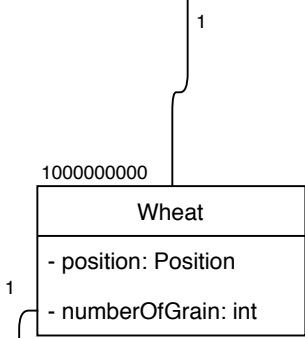 1
1000000000
Wheat
- position: Position
1
- numberOfGrain: int